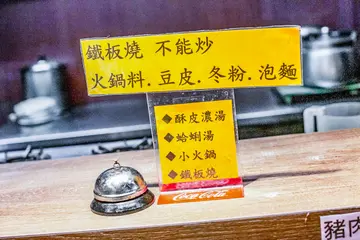 鐵板燒 不能炒
火鍋料.豆皮.冬粉.泡麵
◆酥皮濃湯
◆蛤蜊湯
◆小火鍋
◆鐵板燒
Coca-Cola
豬肉